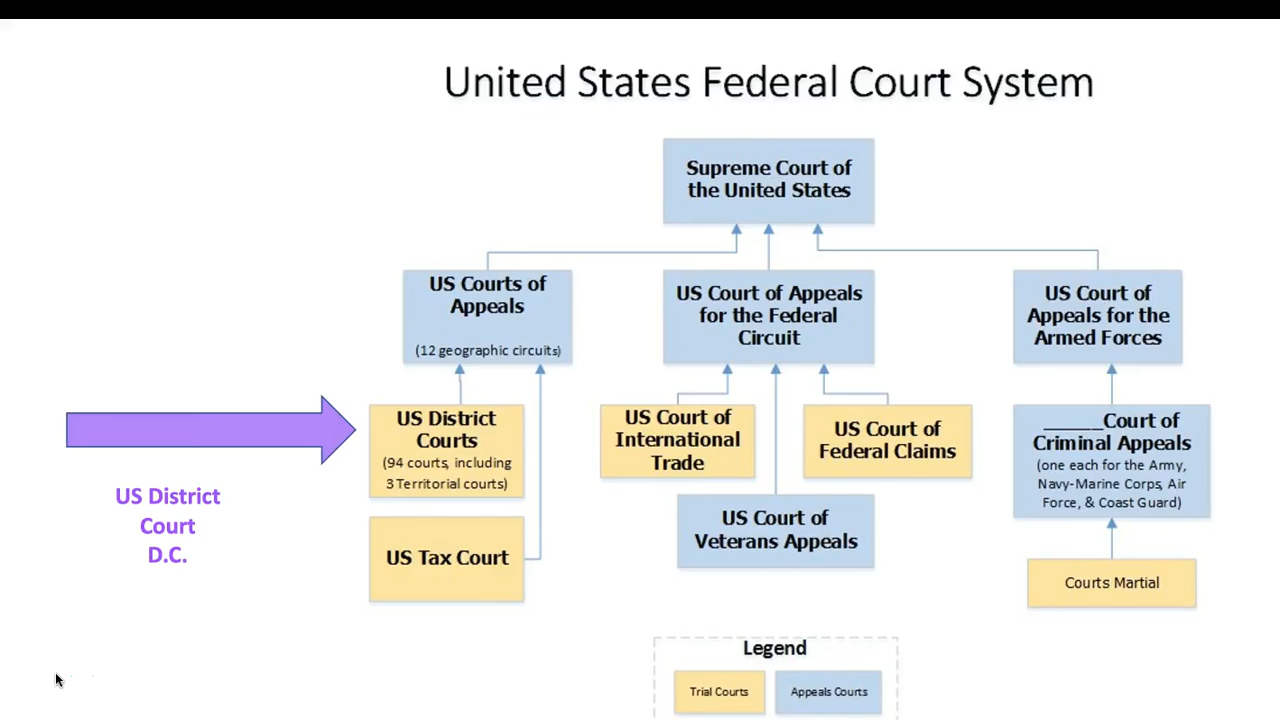 United States Federal Court System
Supreme Court of
the United States
US Courts of
Appeals
(12 geographic circuits)
US Court of Appeals
for the Federal
Circuit
US Court of
Appeals for the
Armed Forces
US District
Courts
(94 courts, including
3 Territorial courts)
US Court of
International
Trade
US Court of
Federal Claims
______Court of
Criminal Appeals
(one each for the Army,
Navy-Marine Corps, Air
Force, & Coast Guard)
US District
Court
D.C.
US Tax Court
US Court of
Veterans Appeals
Courts Martial
Legend
Trial Courts
Appeals Courts